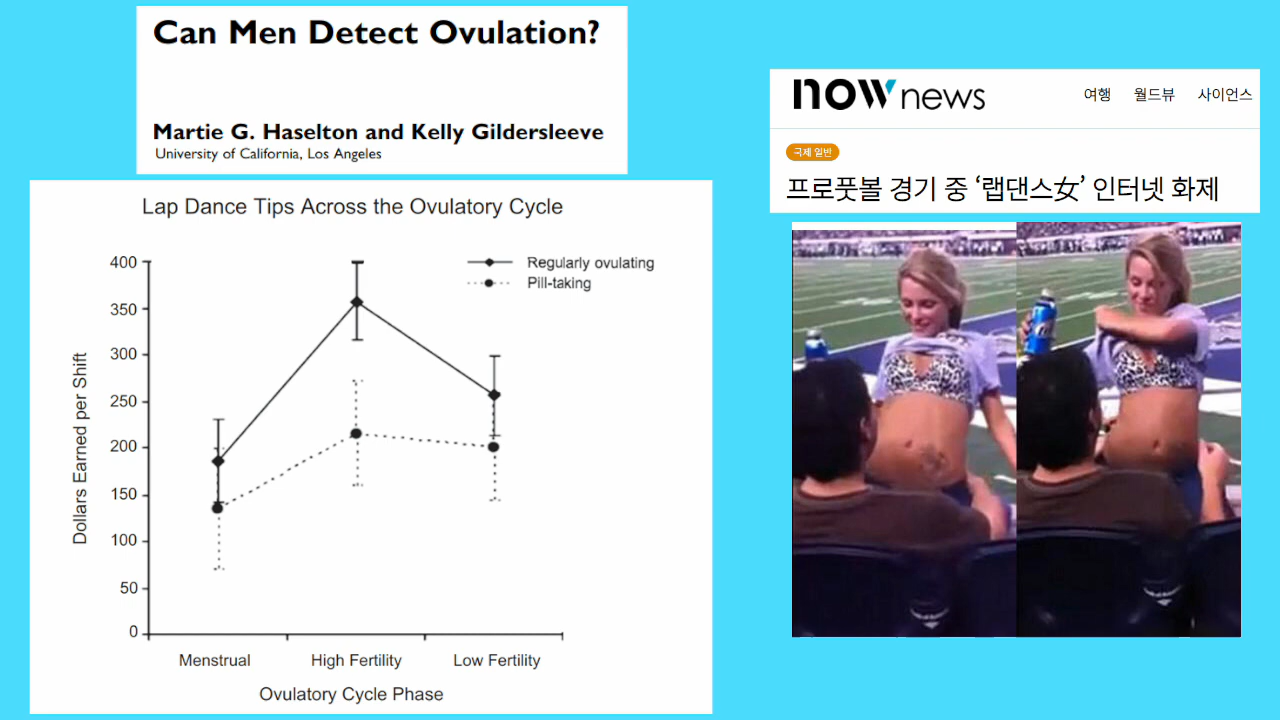 Can Men Detect Ovulation?
Martie G. Haselton and Kelly Gildersleeve
University of California, Los Angeles
Lap Dance Tips Across the Ovulatory Cycle
Regularly ovulating
Pill-taking
Dollars Earned per Shift
400
350
300
250
200
150
100
50
0
Menstrual High Fertility Low Fertility
Ovulatory Cycle Phase
now news
여행 월드뷰 사이언스
국제 일반
프로풋볼 경기 중 ‘랩댄스女’ 인터넷 화제